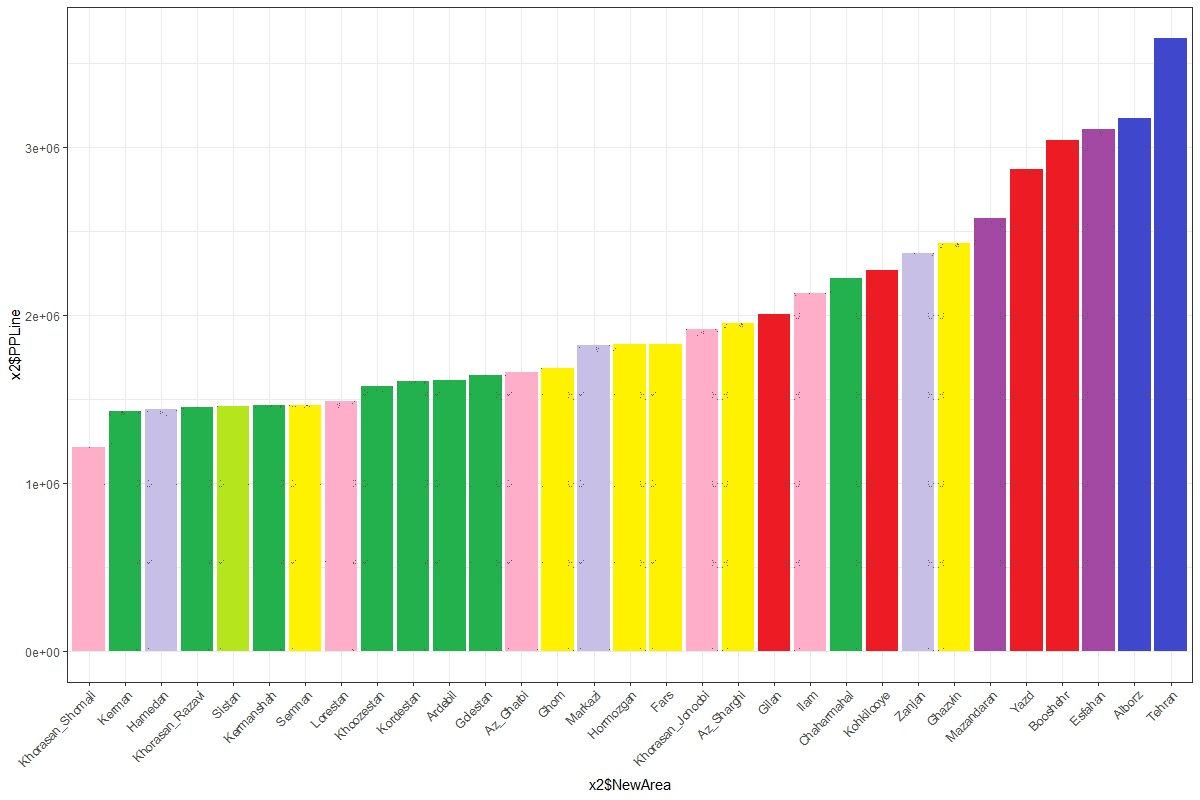 x2$PPLine
3e+06
2e+06
1e+06
0e+00
Khorasan_Shomali
Kerman
Hamedan
Khorasan_Razavi
Sistan
Kermanshah
Semnan
Lorestan
Khoozestan
Kordestan
Ardebil
Golestan
Az_Gharbi
Ghom
Markazi
Hormozgan
Fars
Khorasan_Jonoobi
Az_Sharghi
Gilan
Ilam
Chaharmahal
Kohkilooye
Zanjan
Ghazvin
Mazandaran
Yazd
Booshehr
Esfahan
Alborz
Tehran
x2$NewArea